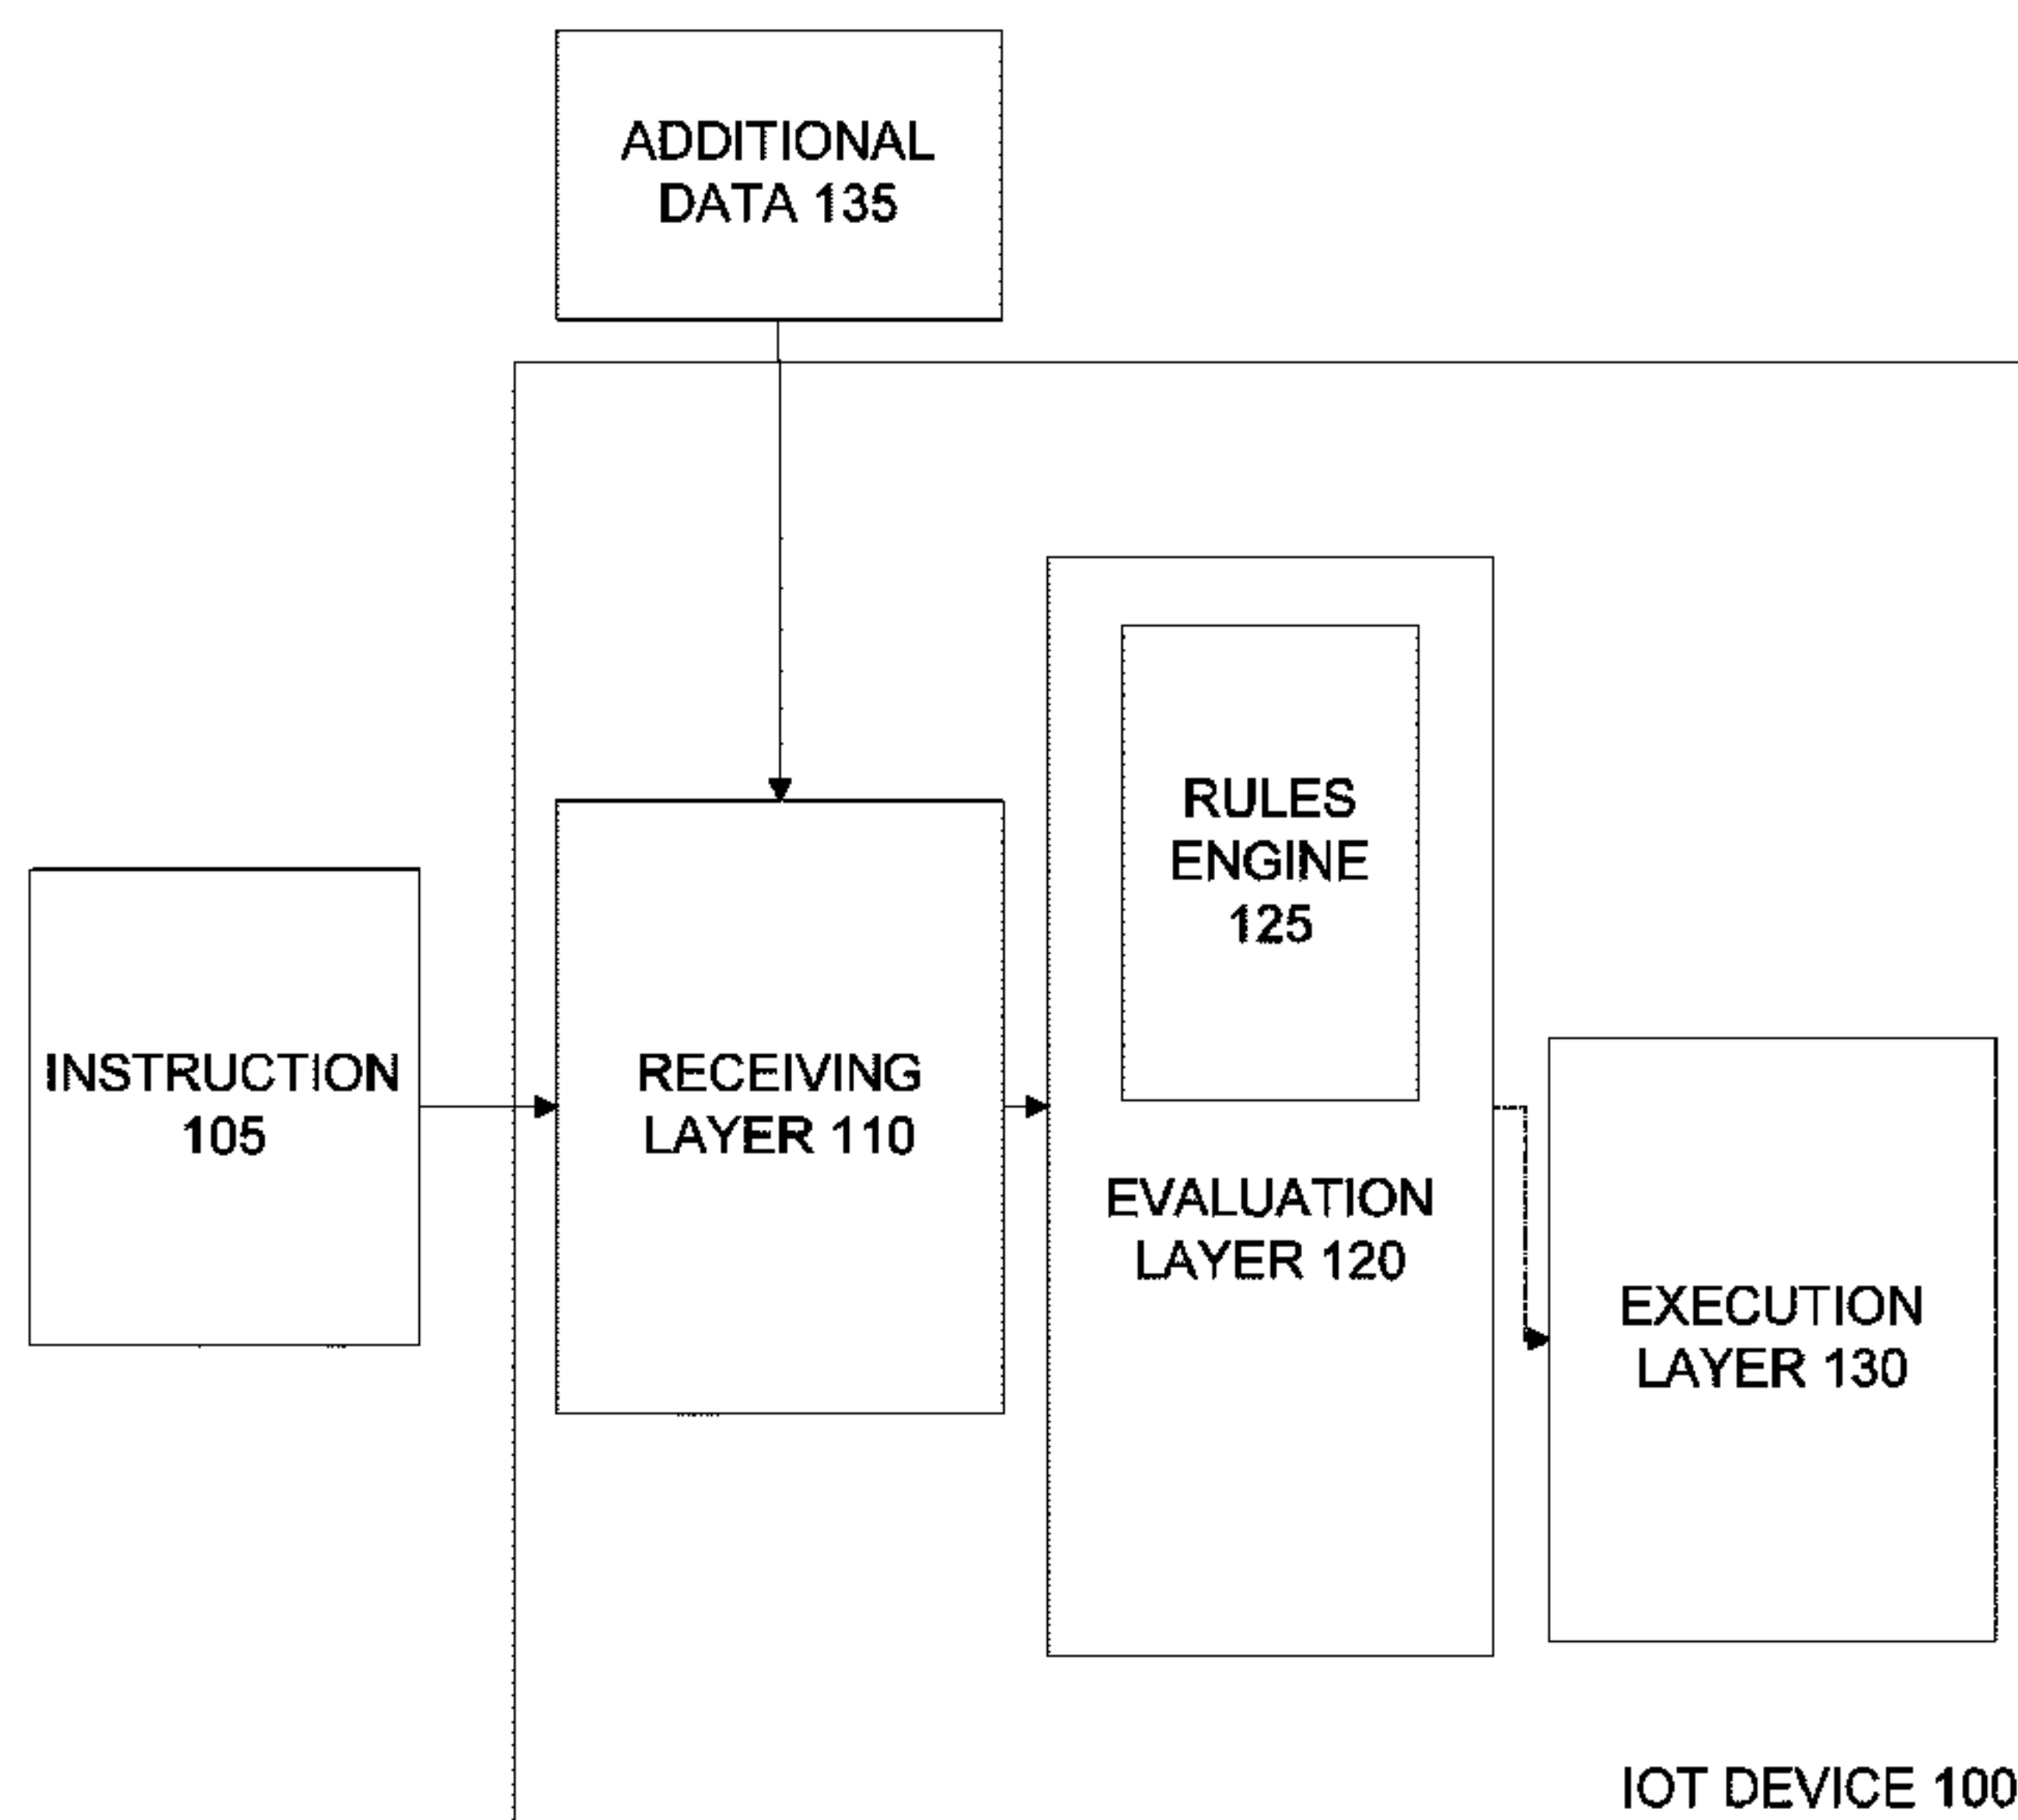 ADDITIONAL
DATA 135
RULES
ENGINE
125
INSTRUCTION
105
RECEIVING
LAYER 110
EVALUATION
LAYER 120
EXECUTION
LAYER 130
IOT DEVICE 100